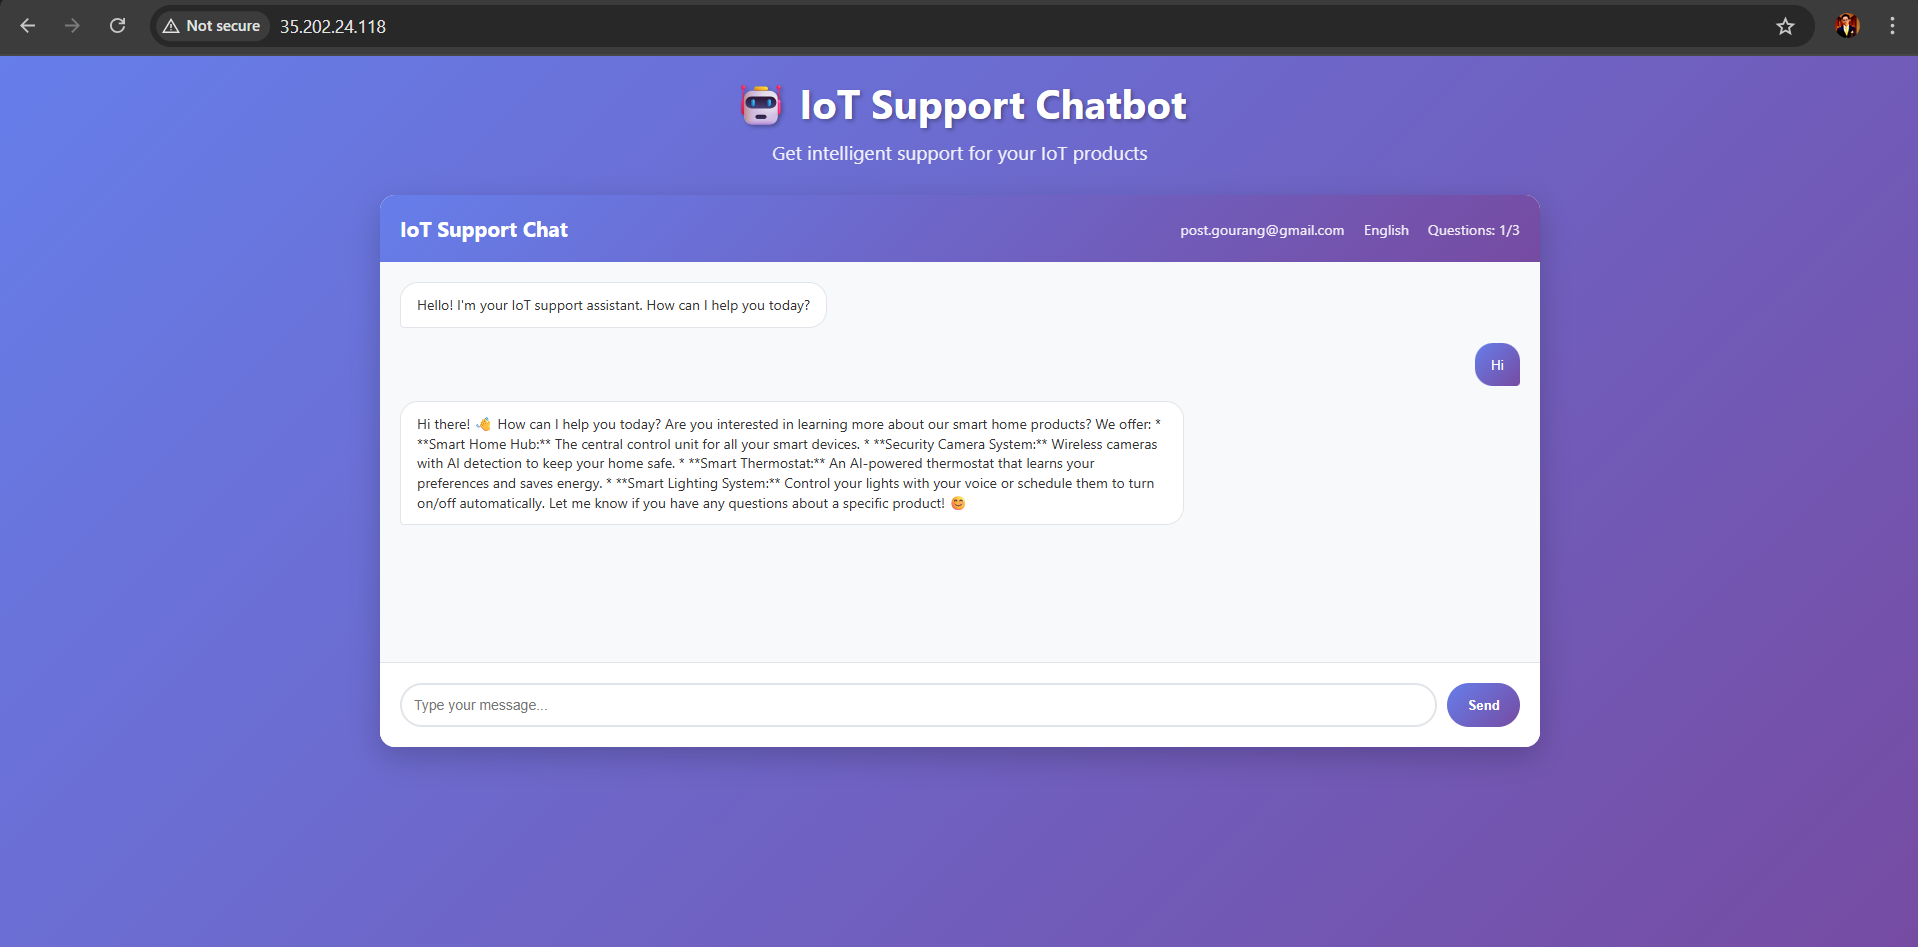 Not secure 35.202.24.118
IoT Support Chatbot
Get intelligent support for your IoT products
IoT Support Chat
post.gourang@gmail.com English Questions: 1/3
Hello! I'm your IoT support assistant. How can I help you today?
Hi
Hi there! 👋 How can I help you today? Are you interested in learning more about our smart home products? We offer: *
**Smart Home Hub:** The central control unit for all your smart devices. * **Security Camera System:** Wireless cameras
with AI detection to keep your home safe. * **Smart Thermostat:** An AI-powered thermostat that learns your
preferences and saves energy. * **Smart Lighting System:** Control your lights with your voice or schedule them to turn
on/off automatically. Let me know if you have any questions about a specific product! 😊
Type your message...
Send